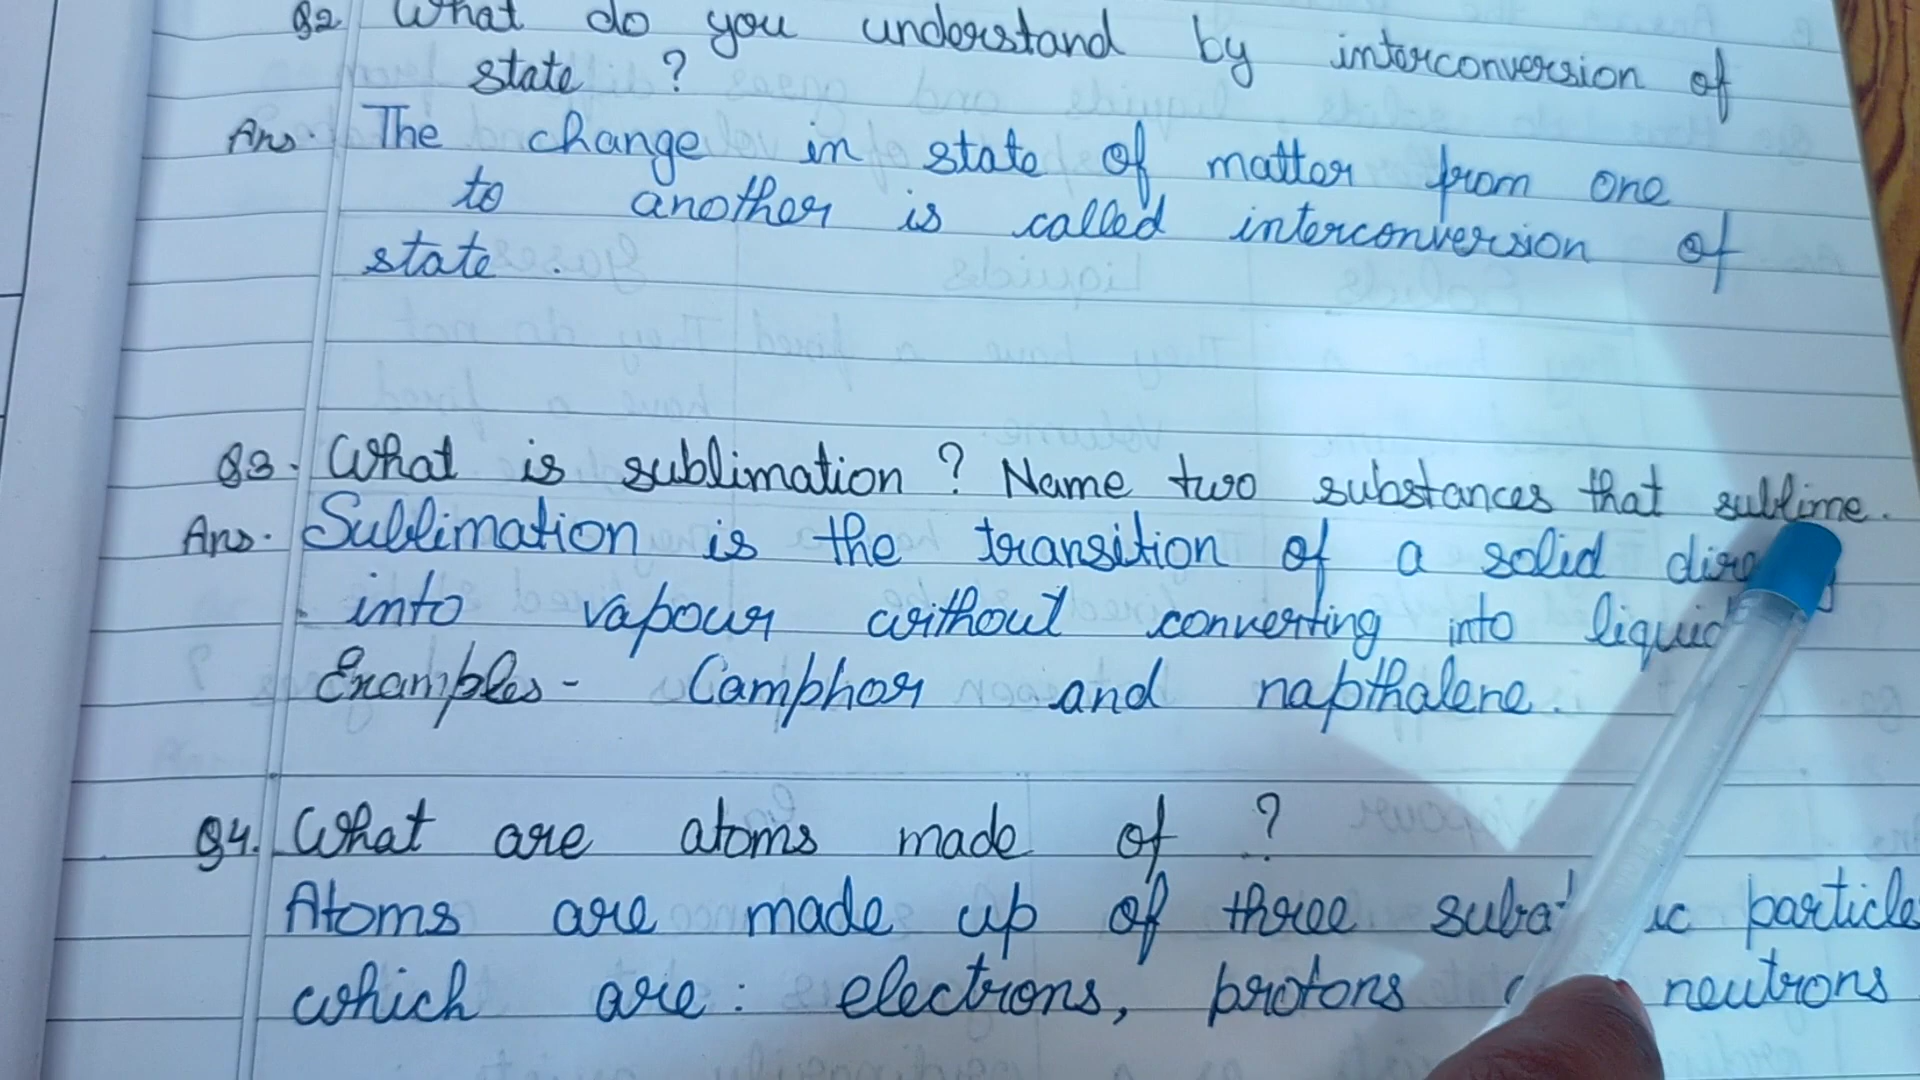 Q2 What do you understand by interconversion of
state ?
Ans. The change in state of matter from one
to another is called interconversion of
state.
Q3. What is sublimation ? Name two substances that sublime.
Ans. Sublimation is the transition of a solid
into vapour without converting into liquid
Examples - Camphor and napthalene.
Q4. What are atoms made of ?
Atoms are made up of three particles
which are : electrons, protons neutrons